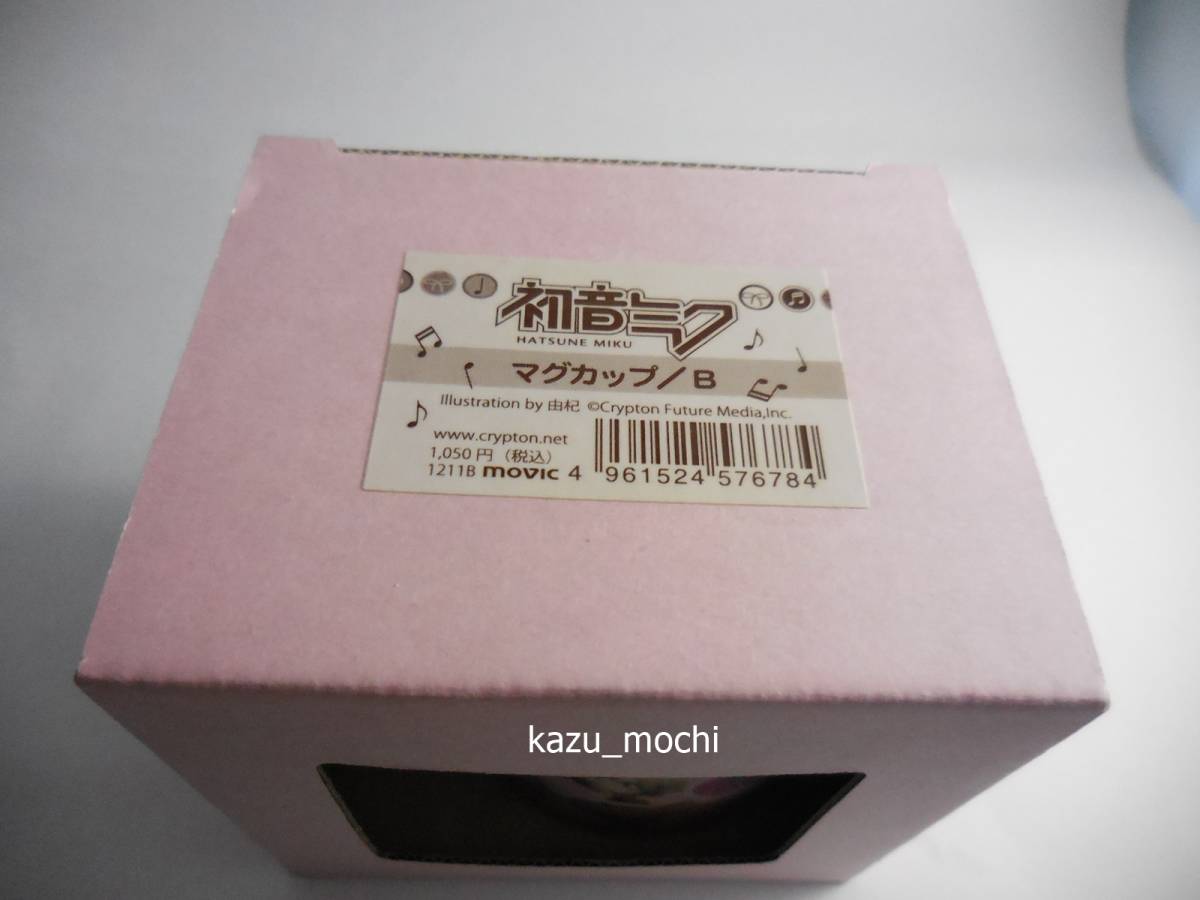 初音ミク
HATSUNE MIKU
マグカップ/B
Illustration by 由杞 ©Crypton Future Media,Inc.
www.crypton.net
1,050円(税込)
1211B movic 4 961524 576784
kazu_mochi